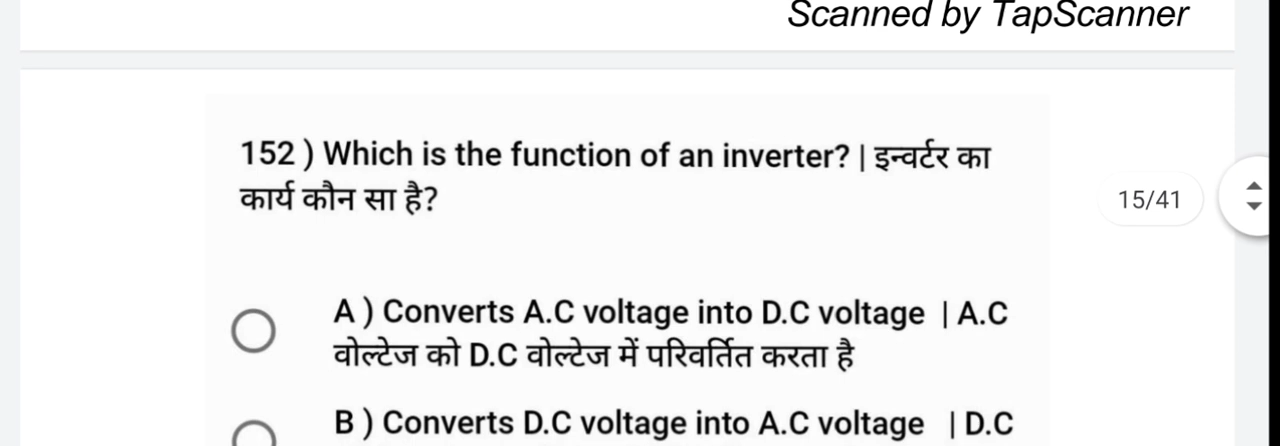 Scanned by TapScanner
152 ) Which is the function of an inverter? | इन्वर्टर का
कार्य कौन सा है?
15/41
A ) Converts A.C voltage into D.C voltage | A.C
वोल्टेज को D.C वोल्टेज में परिवर्तित करता है
B ) Converts D.C voltage into A.C voltage | D.C